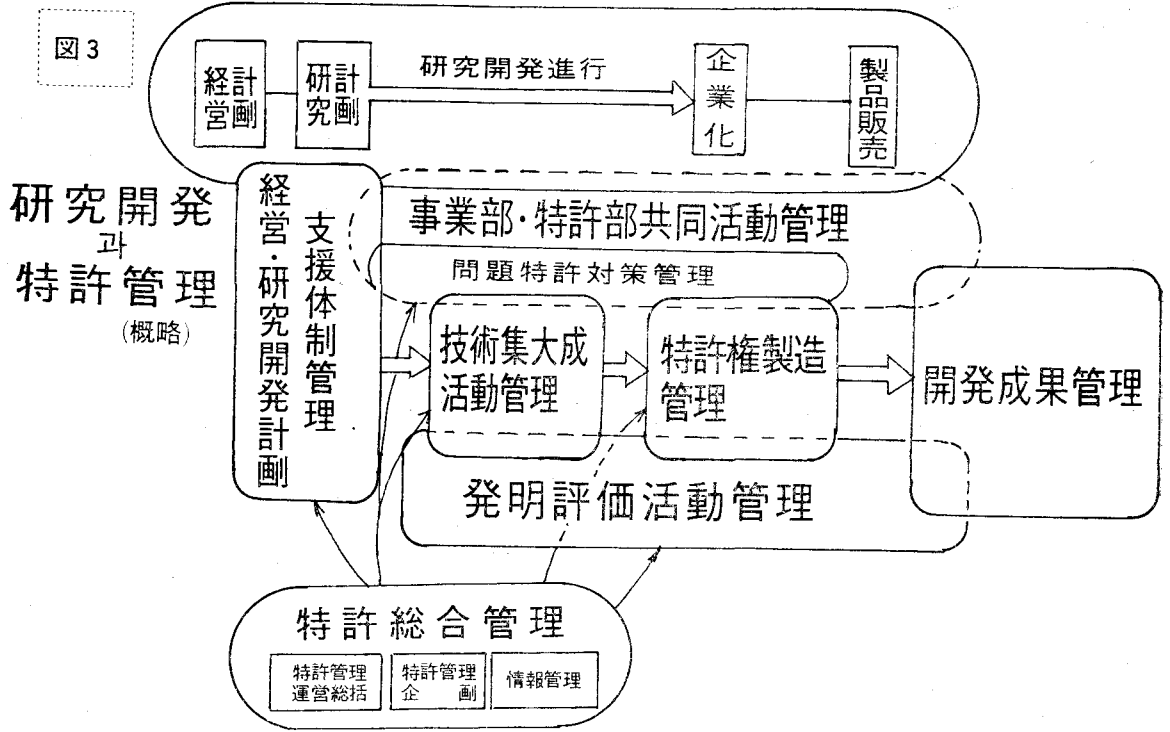 図3
経営計画
研究計画
研究開発進行
企業化
製品販売
研究開発
과
特許管理
(概略)
経営・研究開発計画
支援体制管理
事業部·特許部共同活動管理
問題特許対策管理
技術集大成
活動管理
特許権製造
管理
開発成果管理
発明評価活動管理
特許総合管理
特許管理
運営総括
特許管理
企画
情報管理